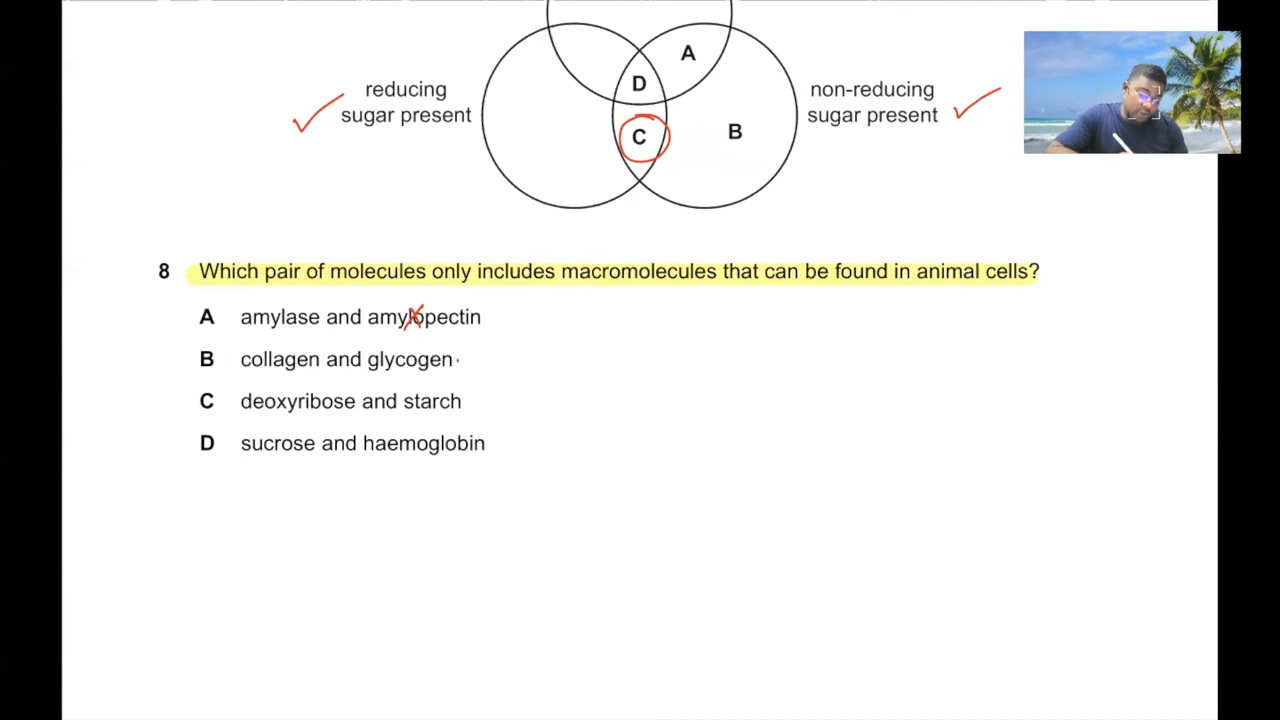 A
D
reducing
sugar present
non-reducing
sugar present
C
B
8 Which pair of molecules only includes macromolecules that can be found in animal cells?
A amylase and amylopectin
B collagen and glycogen
C deoxyribose and starch
D sucrose and haemoglobin